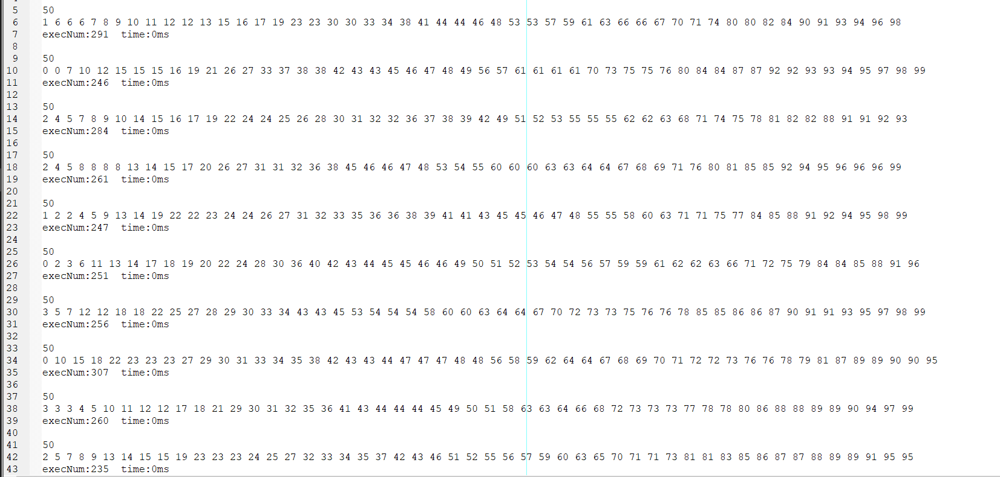 5 50
6 1 6 6 6 7 8 9 10 11 12 12 13 15 16 17 19 23 23 30 30 33 34 38 41 44 44 46 48 53 53 57 59 61 63 66 66 67 70 71 74 80 80 82 84 90 91 93 94 96 98
7 execNum:291 time:0ms
8
9 50
10 0 0 7 10 12 15 15 15 16 19 21 26 27 33 37 38 38 42 43 43 45 46 47 48 49 56 57 61 61 61 61 70 73 75 75 76 80 84 84 87 87 92 92 93 93 94 95 97 98 99
11 execNum:246 time:0ms
12
13 50
14 2 4 5 7 8 9 10 14 15 16 17 19 22 24 24 25 26 28 30 31 32 32 36 37 38 39 42 49 51 52 53 55 55 55 62 62 63 68 71 74 75 78 81 82 82 88 91 91 92 93
15 execNum:284 time:0ms
16
17 50
18 2 4 5 8 8 8 8 13 14 15 17 20 26 27 31 31 32 36 38 45 46 46 47 48 53 54 55 60 60 60 63 63 64 64 67 68 69 71 76 80 81 85 85 92 94 95 96 96 96 99
19 execNum:261 time:0ms
20
21 50
22 1 2 2 4 5 9 13 14 19 22 22 23 24 24 26 27 31 32 33 35 36 36 38 39 41 41 43 45 45 46 47 48 55 55 58 60 63 71 71 75 77 84 85 88 91 92 94 95 98 99
23 execNum:247 time:0ms
24
25 50
26 0 2 3 6 11 13 14 17 18 19 20 22 24 28 30 36 40 42 43 44 45 45 46 46 49 50 51 52 53 54 54 56 57 59 59 61 62 62 63 66 71 72 75 79 84 84 85 88 91 96
27 execNum:251 time:0ms
28
29 50
30 3 5 7 12 12 18 18 22 25 27 28 29 30 33 34 43 43 45 53 54 54 54 58 60 60 63 64 64 67 70 72 73 73 75 76 76 78 85 85 86 86 87 90 91 91 93 95 97 98 99
31 execNum:256 time:0ms
32
33 50
34 0 10 15 18 22 23 23 23 27 29 30 31 33 34 35 38 42 43 43 44 47 47 47 48 48 56 58 59 62 64 64 67 68 69 70 71 72 72 73 76 76 78 79 81 87 89 89 90 90 95
35 execNum:307 time:0ms
36
37 50
38 3 3 3 4 5 10 11 12 12 17 18 21 29 30 31 32 35 36 41 43 44 44 44 45 49 50 51 58 63 63 64 66 68 72 73 73 73 77 78 78 80 86 88 88 89 89 90 94 97 99
39 execNum:260 time:0ms
40
41 50
42 2 5 7 8 9 13 14 15 15 19 23 23 23 24 25 27 32 33 34 35 37 42 43 46 51 52 55 56 57 59 60 63 65 70 71 71 73 81 81 83 85 86 87 87 88 89 89 91 95 95
43 execNum:235 time:0ms